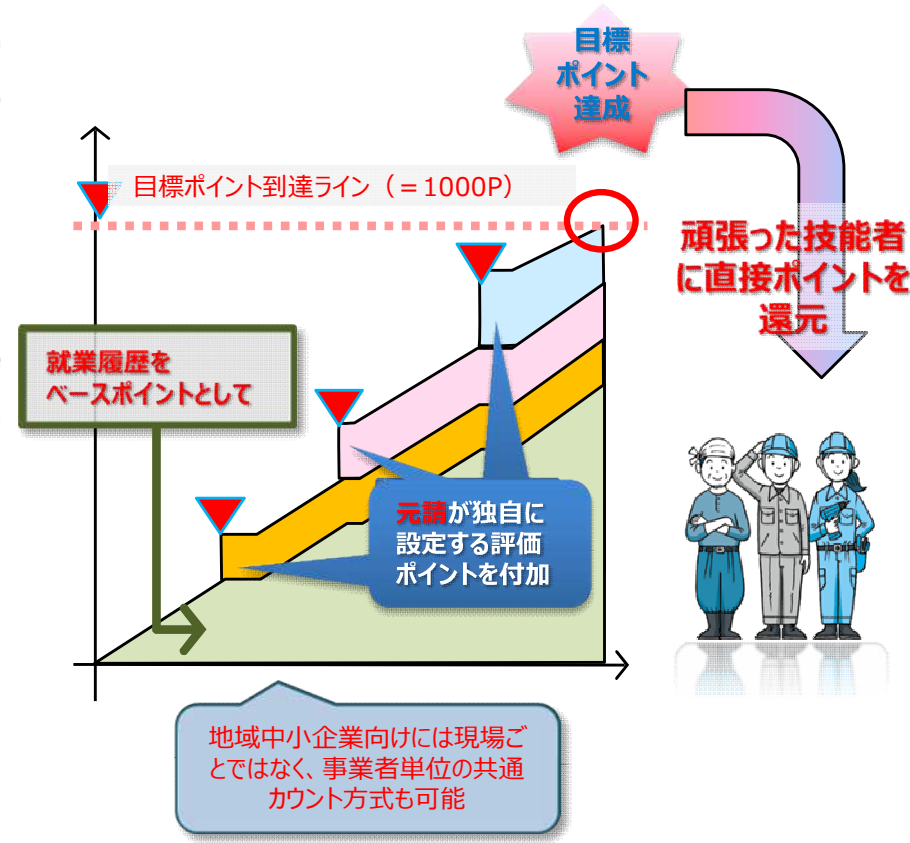 目標
ポイント
達成
目標ポイント到達ライン（＝1000P）
頑張った技能者
に直接ポイントを
還元
就業履歴を
ベースポイントとして
元請が独自に
設定する評価
ポイントを付加
地域中小企業向けには現場ご
とではなく、事業者単位の共通
カウント方式も可能